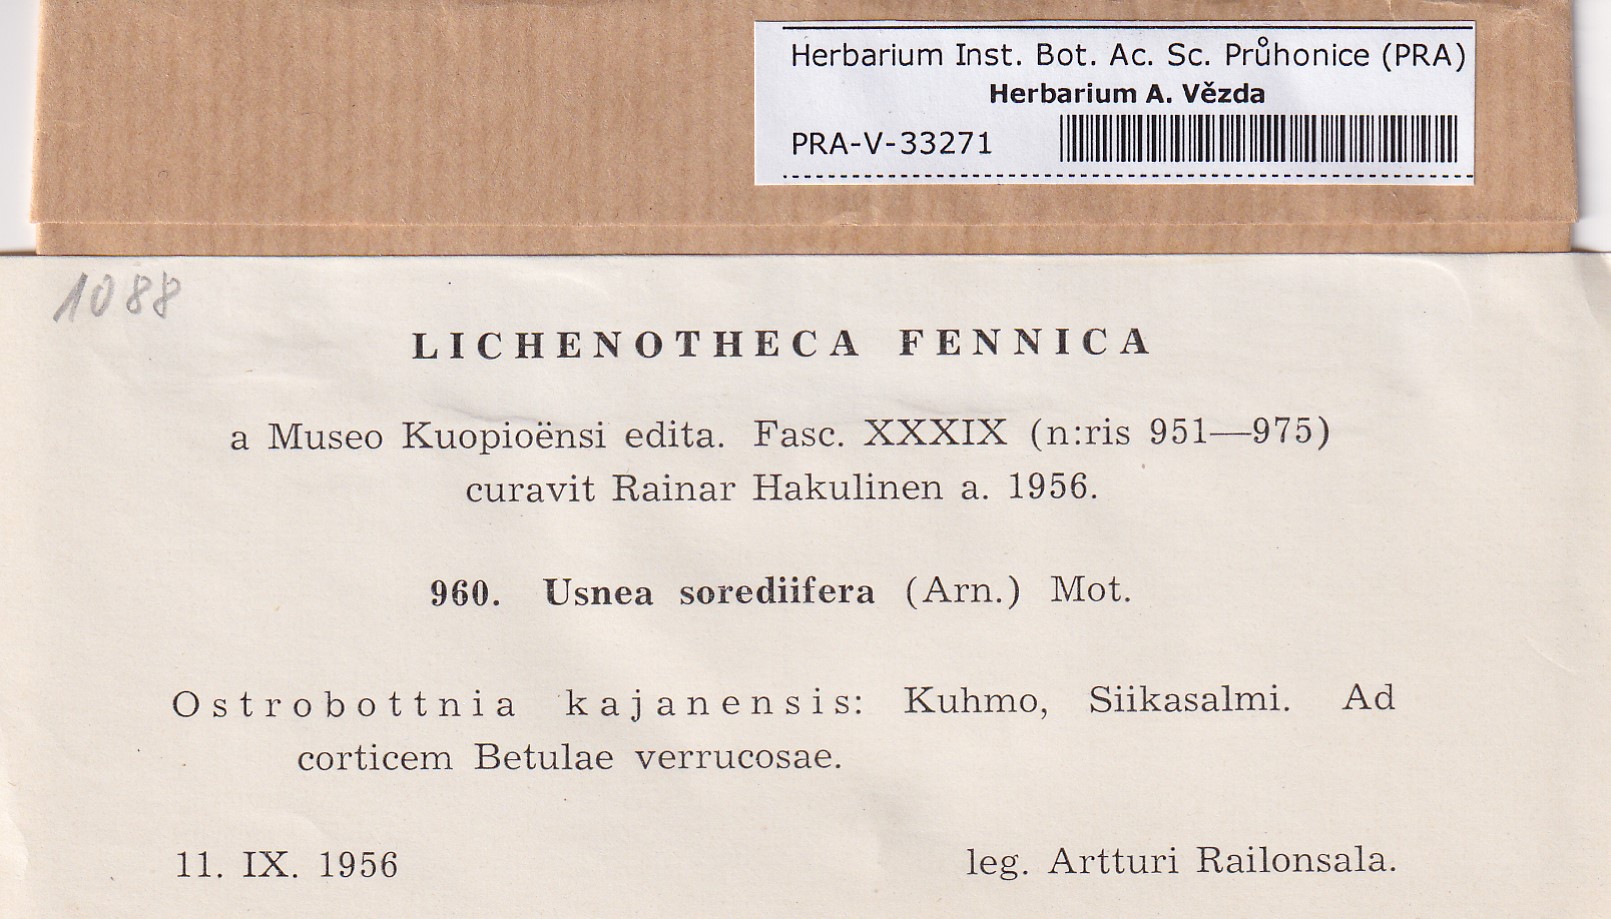 Herbarium Inst. Bot. Ac. Sc. Průhonice (PRA)
Herbarium A. Vězda
PRA-V-33271
1088
LICHENOTHECA FENNICA
a Museo Kuopioënsi edita. Fasc. XXXIX (n:ris 951—975)
curavit Rainar Hakulinen a. 1956.
960. Usnea sorediifera (Arn.) Mot.
Ostrobottnia kajanensis: Kuhmo, Siikasalmi. Ad
corticem Betulae verrucosae.
11. IX. 1956
leg. Artturi Railonsala.